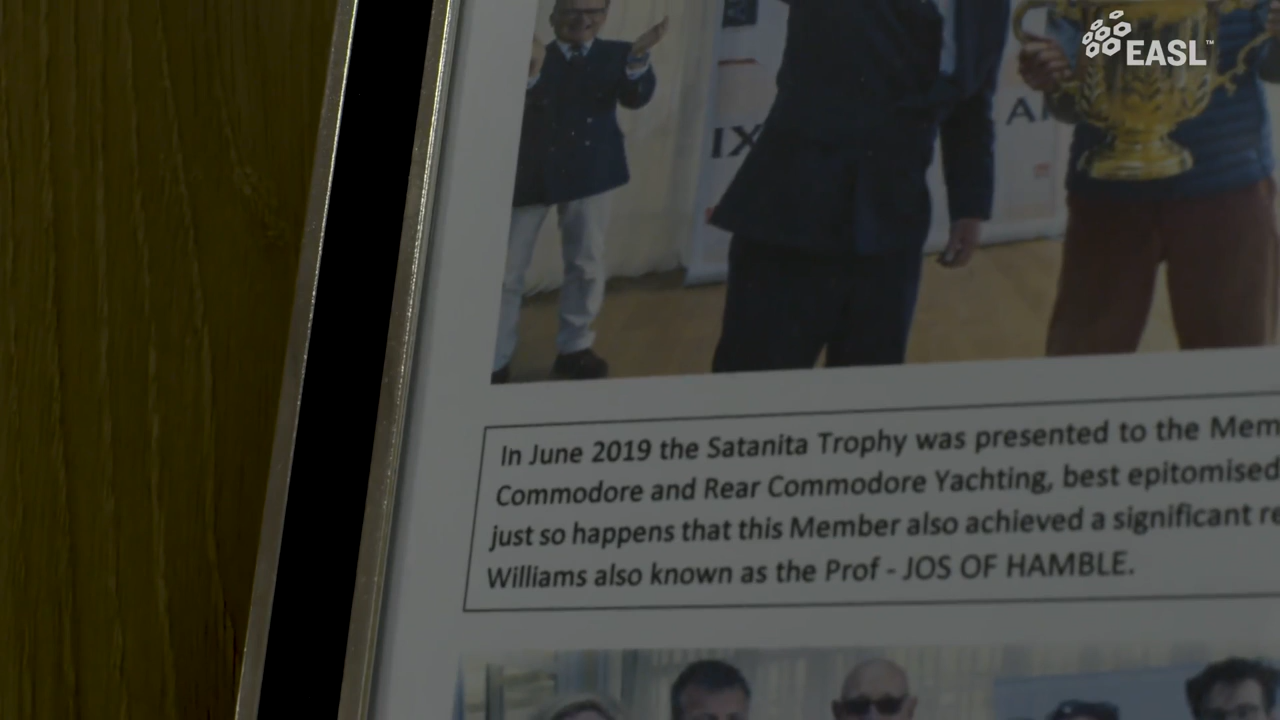 EASL™
IX
In June 2019 the Satanita Trophy was presented to the Mem
Commodore and Rear Commodore Yachting, best epitomised
just so happens that this Member also achieved a significant re
Williams also known as the Prof - JOS OF HAMBLE.